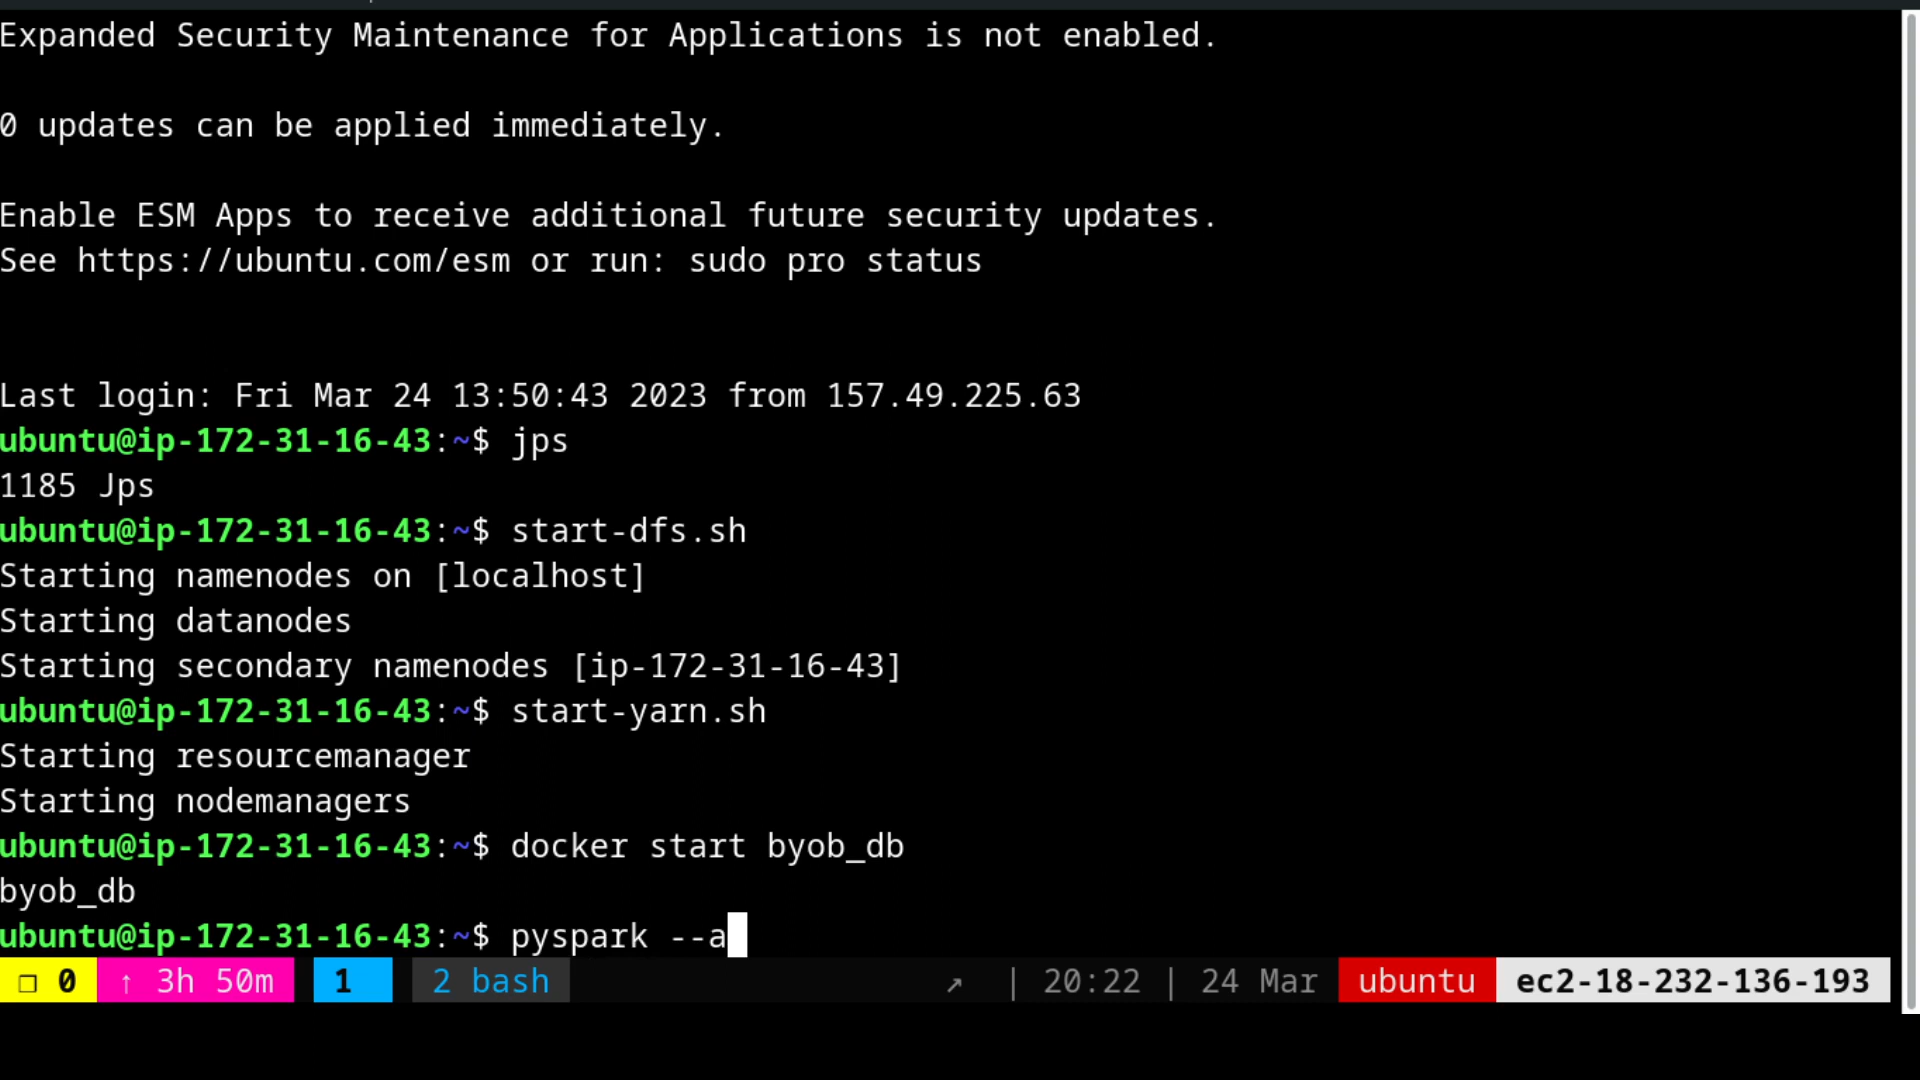 Expanded Security Maintenance for Applications is not enabled.
0 updates can be applied immediately.
Enable ESM Apps to receive additional future security updates.
See https://ubuntu.com/esm or run: sudo pro status
Last login: Fri Mar 24 13:50:43 2023 from 157.49.225.63
ubuntu@ip-172-31-16-43:~$ jps
1185 Jps
ubuntu@ip-172-31-16-43:~$ start-dfs.sh
Starting namenodes on [localhost]
Starting datanodes
Starting secondary namenodes [ip-172-31-16-43]
ubuntu@ip-172-31-16-43:~$ start-yarn.sh
Starting resourcemanager
Starting nodemanagers
ubuntu@ip-172-31-16-43:~$ docker start byob_db
byob_db
ubuntu@ip-172-31-16-43:~$ pyspark --a
❐ 0 ↑ 3h 50m 1 2 bash ↗ | 20:22 | 24 Mar ubuntu ec2-18-232-136-193